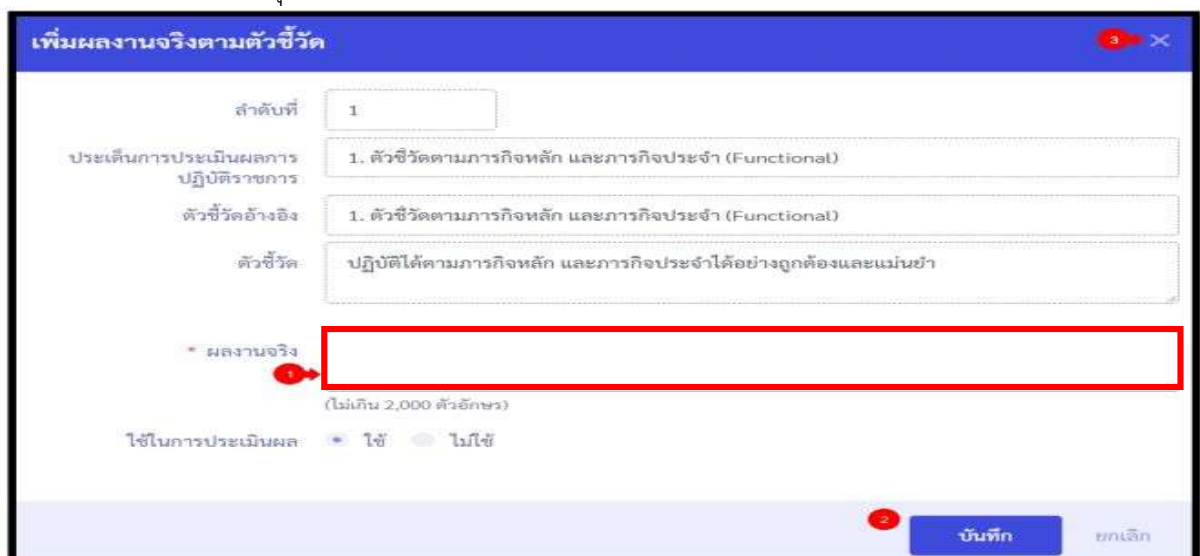 เพิ่มผลงานจริงตามตัวชี้วัด
3 ×
ลำดับที่ 1
ประเด็นการประเมินผลการ 1. ตัวชี้วัดตามภารกิจหลัก และภารกิจประจำ (Functional)
ปฏิบัติราชการ
ตัวชี้วัดอ้างอิง 1. ตัวชี้วัดตามภารกิจหลัก และภารกิจประจำ (Functional)
ตัวชี้วัด ปฏิบัติได้ตามภารกิจหลัก และภารกิจประจำได้อย่างถูกต้องและแม่นยำ
* ผลงานจริง
1
(ไม่เกิน 2,000 ตัวอักษร)
ใช้ในการประเมินผล ใช้ ไม่ใช้
2
บันทึก ยกเลิก